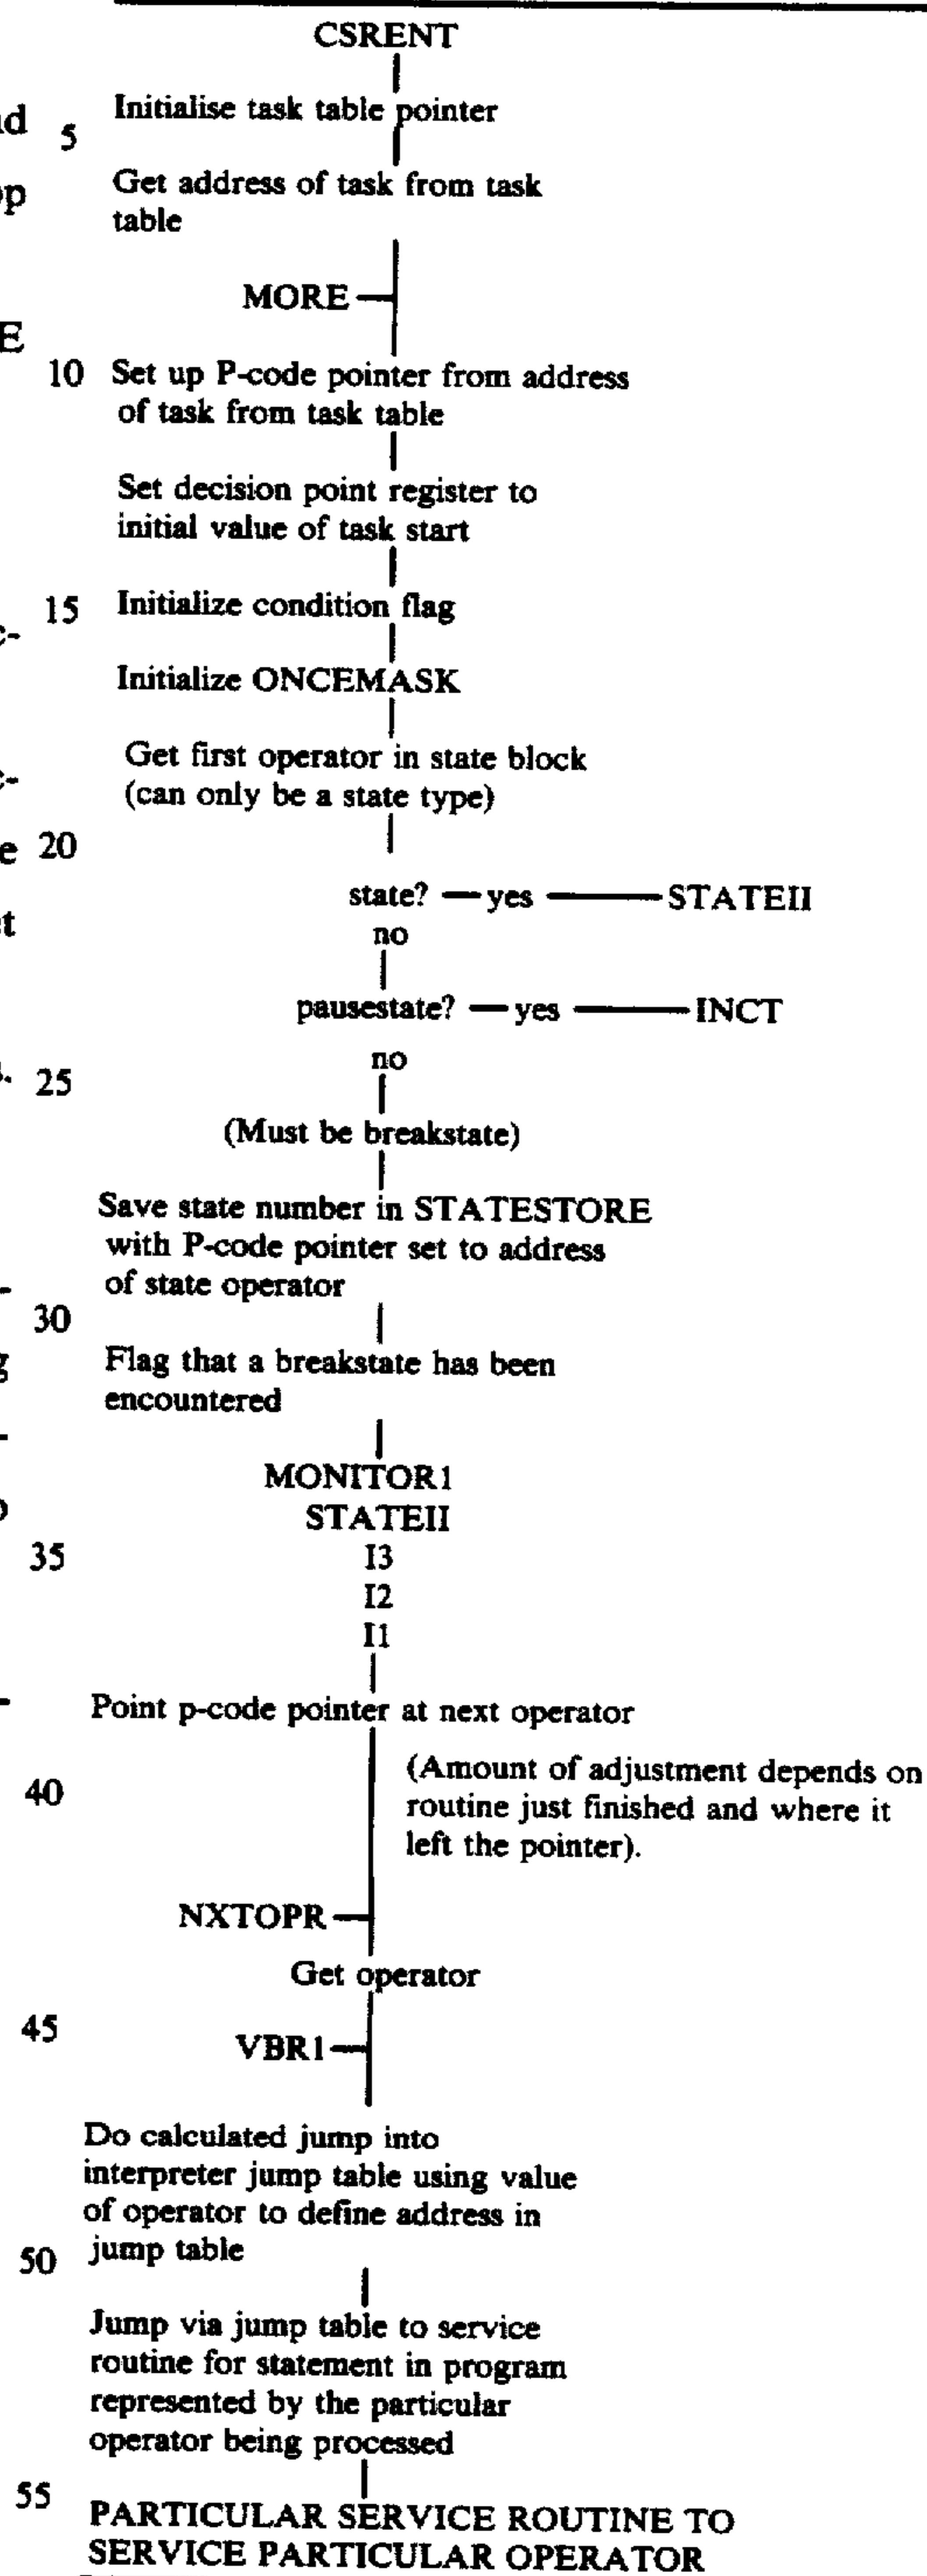 CSRENT
ud
5 Initialise task table pointer
op
Get address of task from task
table
MORE
E
10 Set up P-code pointer from address
of task from task table
Set decision point register to
initial value of task start
15 Initialize condition flag
c-
Initialize ONCEMASK
Get first operator in state block
c-
(can only be a state type)
e 20
state? yes STATEII
et
no
pausestate? yes INCT
no
s. 25
(Must be breakstate)
Save state number in STATESTORE
with P-code pointer set to address
of state operator
-
30
Flag that a breakstate has been
g
encountered
-
MONITOR1
STATEII
35 I3
I2
I1
-
Point p-code pointer at next operator
(Amount of adjustment depends on
40 routine just finished and where it
left the pointer).
NXTOPR
Get operator
45 VBR1
Do calculated jump into
interpreter jump table using value
of operator to define address in
50 jump table
Jump via jump table to service
routine for statement in program
represented by the particular
operator being processed
55 PARTICULAR SERVICE ROUTINE TO
SERVICE PARTICULAR OPERATOR